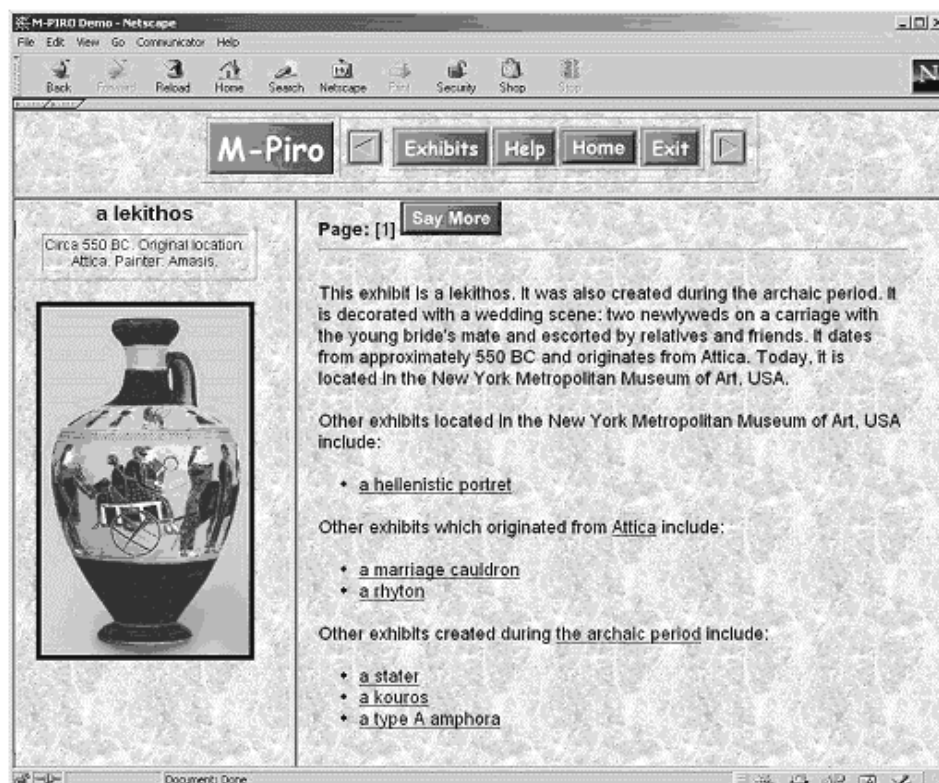 M-PIRO Demo - Netscape
File Edit View Go Communicator Help
Back Forward Reload Home Search Netscape Print Security Shop Stop
M-Piro Exhibits Help Home Exit
a lekithos
Circa 550 BC. Original location:
Attica. Painter: Amasis.
Page: [1] Say More
This exhibit is a lekithos. It was also created during the archaic period. It
is decorated with a wedding scene: two newlyweds on a carriage with
the young bride's mate and escorted by relatives and friends. It dates
from approximately 550 BC and originates from Attica. Today, it is
located in the New York Metropolitan Museum of Art, USA.
Other exhibits located in the New York Metropolitan Museum of Art, USA
include:
• a hellenistic portret
Other exhibits which originated from Attica include:
• a marriage cauldron
• a rhyton
Other exhibits created during the archaic period include:
• a stater
• a kouros
• a type A amphora
Document: Done